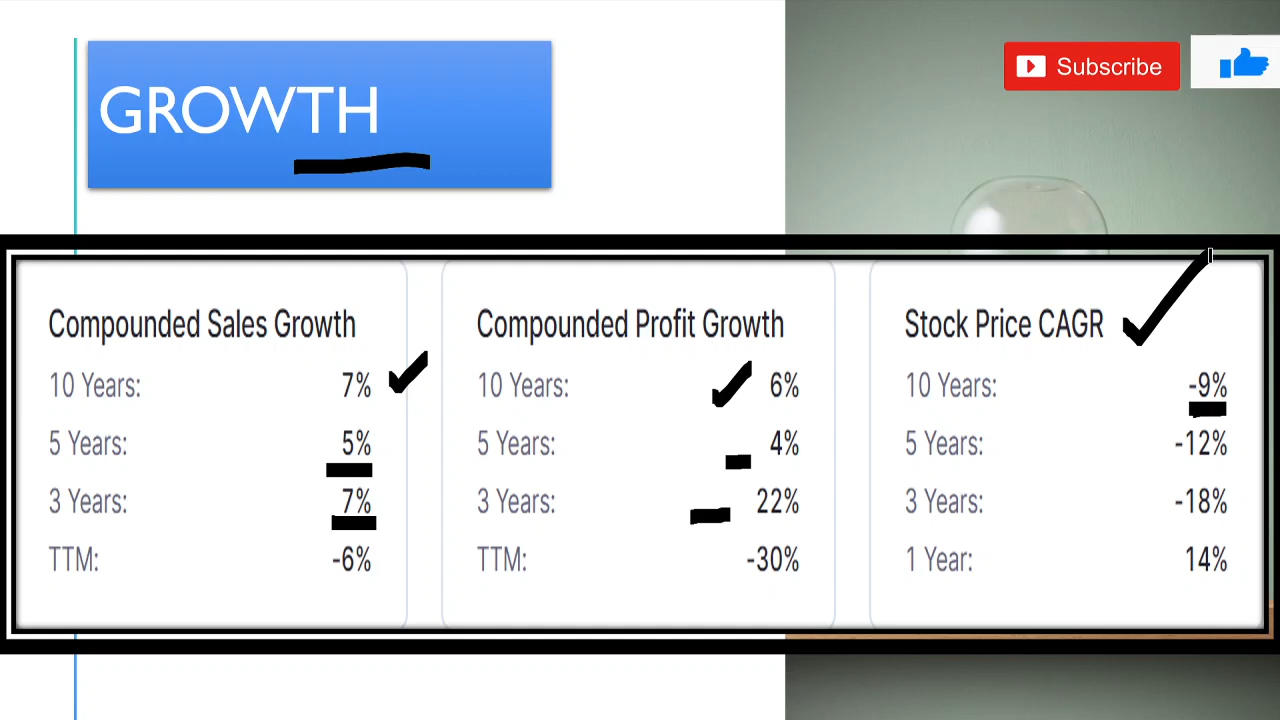 GROWTH
Subscribe
Compounded Sales Growth
10 Years: 7%
5 Years: 5%
3 Years: 7%
TTM: -6%
Compounded Profit Growth
10 Years: 6%
5 Years: 4%
3 Years: 22%
TTM: -30%
Stock Price CAGR
10 Years: -9%
5 Years: -12%
3 Years: -18%
1 Year: 14%